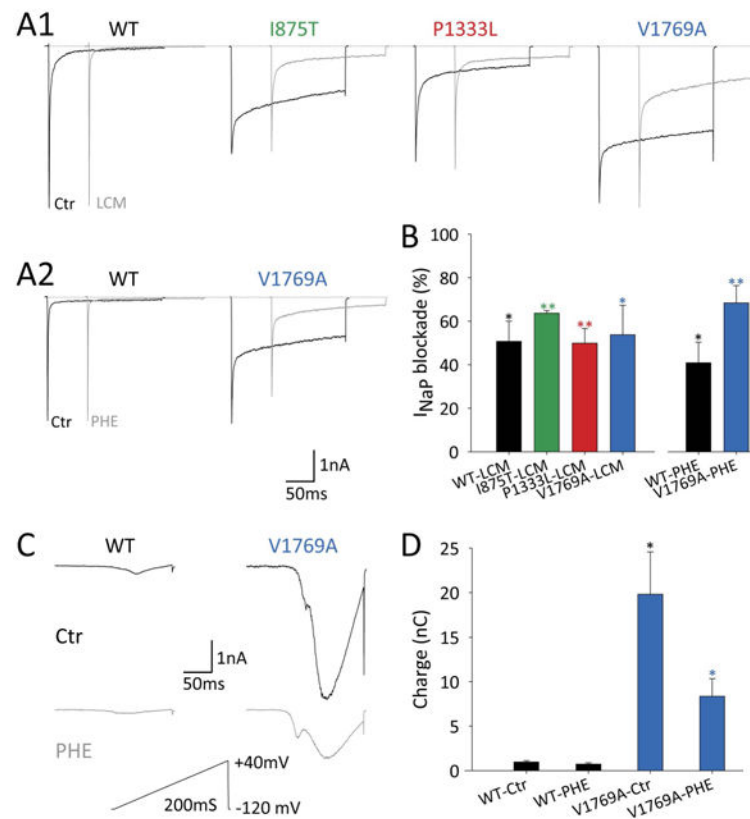 A1 WT I875T P1333L V1769A
Ctr LCM
A2 WT V1769A
Ctr PHE
1nA
50ms
B
INaP blockade (%)
100
80
60
40
20
0
* ** ** * * **
WT-LCM
I875T-LCM
P1333L-LCM
V1769A-LCM
WT-PHE
V1769A-PHE
C WT V1769A
Ctr
1nA
50ms
PHE
+40mV
200mS -120 mV
D
Charge (nC)
25
20
15
10
5
0
* *
WT-Ctr
WT-PHE
V1769A-Ctr
V1769A-PHE